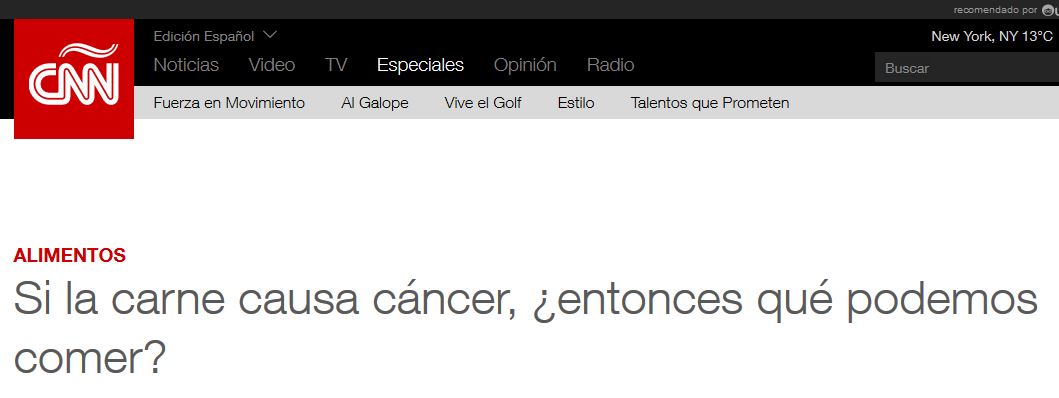 recomendado por
Edición Español
New York, NY 13°C
CNN
Noticias Video TV Especiales Opinión Radio
Buscar
Fuerza en Movimiento Al Galope Vive el Golf Estilo Talentos que Prometen
ALIMENTOS
Si la carne causa cáncer, ¿entonces qué podemos
comer?